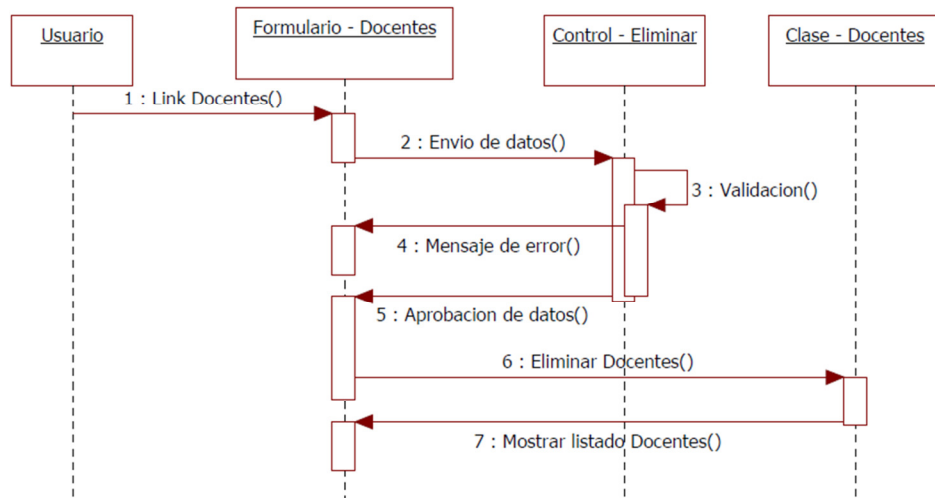 Usuario
Formulario - Docentes
Control - Eliminar
Clase - Docentes
1 : Link Docentes()
2 : Envio de datos()
3 : Validacion()
4 : Mensaje de error()
5 : Aprobacion de datos()
6 : Eliminar Docentes()
7 : Mostrar listado Docentes()